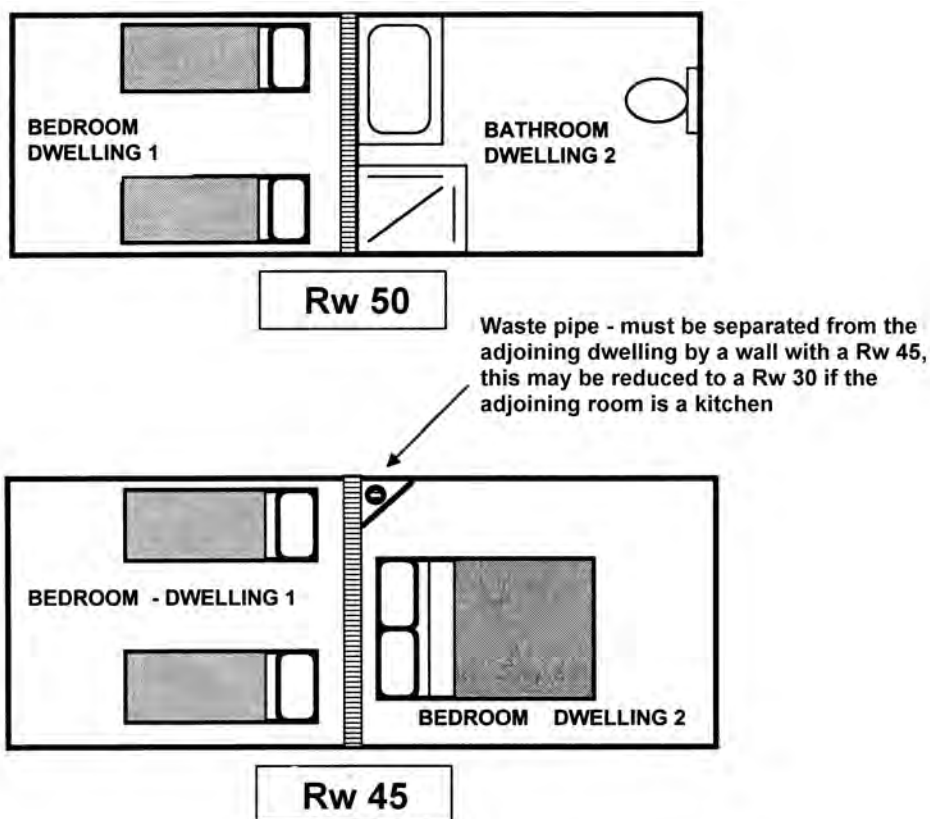 BEDROOM
DWELLING 1
BATHROOM
DWELLING 2
Rw 50
Waste pipe - must be separated from the
adjoining dwelling by a wall with a Rw 45,
this may be reduced to a Rw 30 if the
adjoining room is a kitchen
BEDROOM - DWELLING 1
BEDROOM DWELLING 2
Rw 45